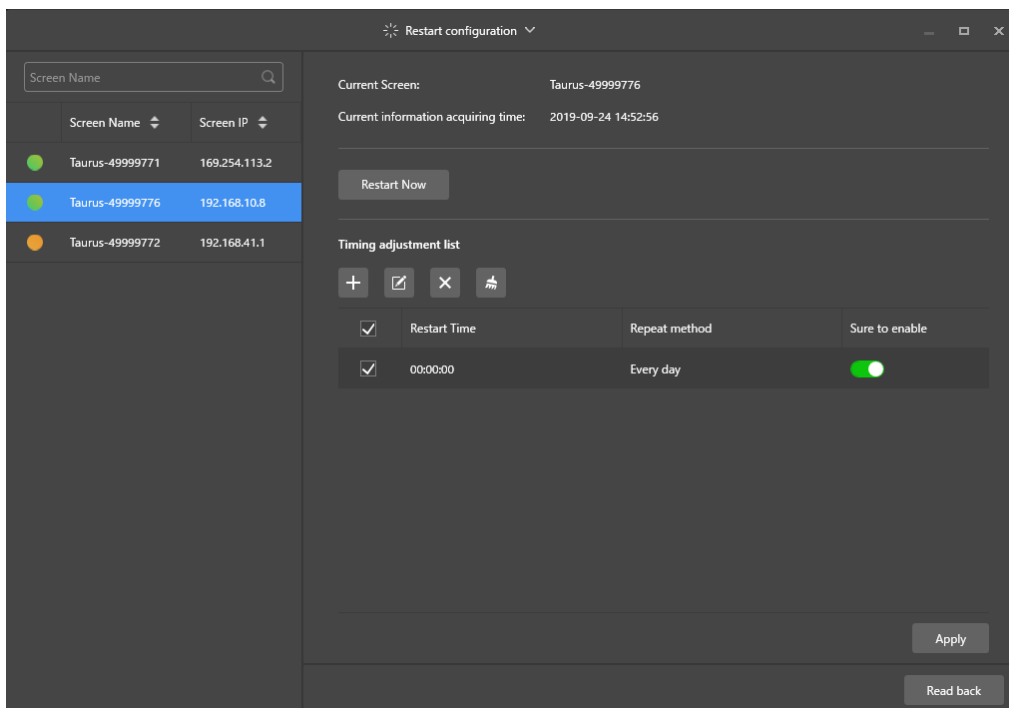 Restart configuration
Screen Name
Screen Name Screen IP
Taurus-49999771 169.254.113.2
Taurus-49999776 192.168.10.8
Taurus-49999772 192.168.41.1
Current Screen: Taurus-49999776
Current information acquiring time: 2019-09-24 14:52:56
Restart Now
Timing adjustment list
Restart Time Repeat method Sure to enable
00:00:00 Every day
Apply
Read back